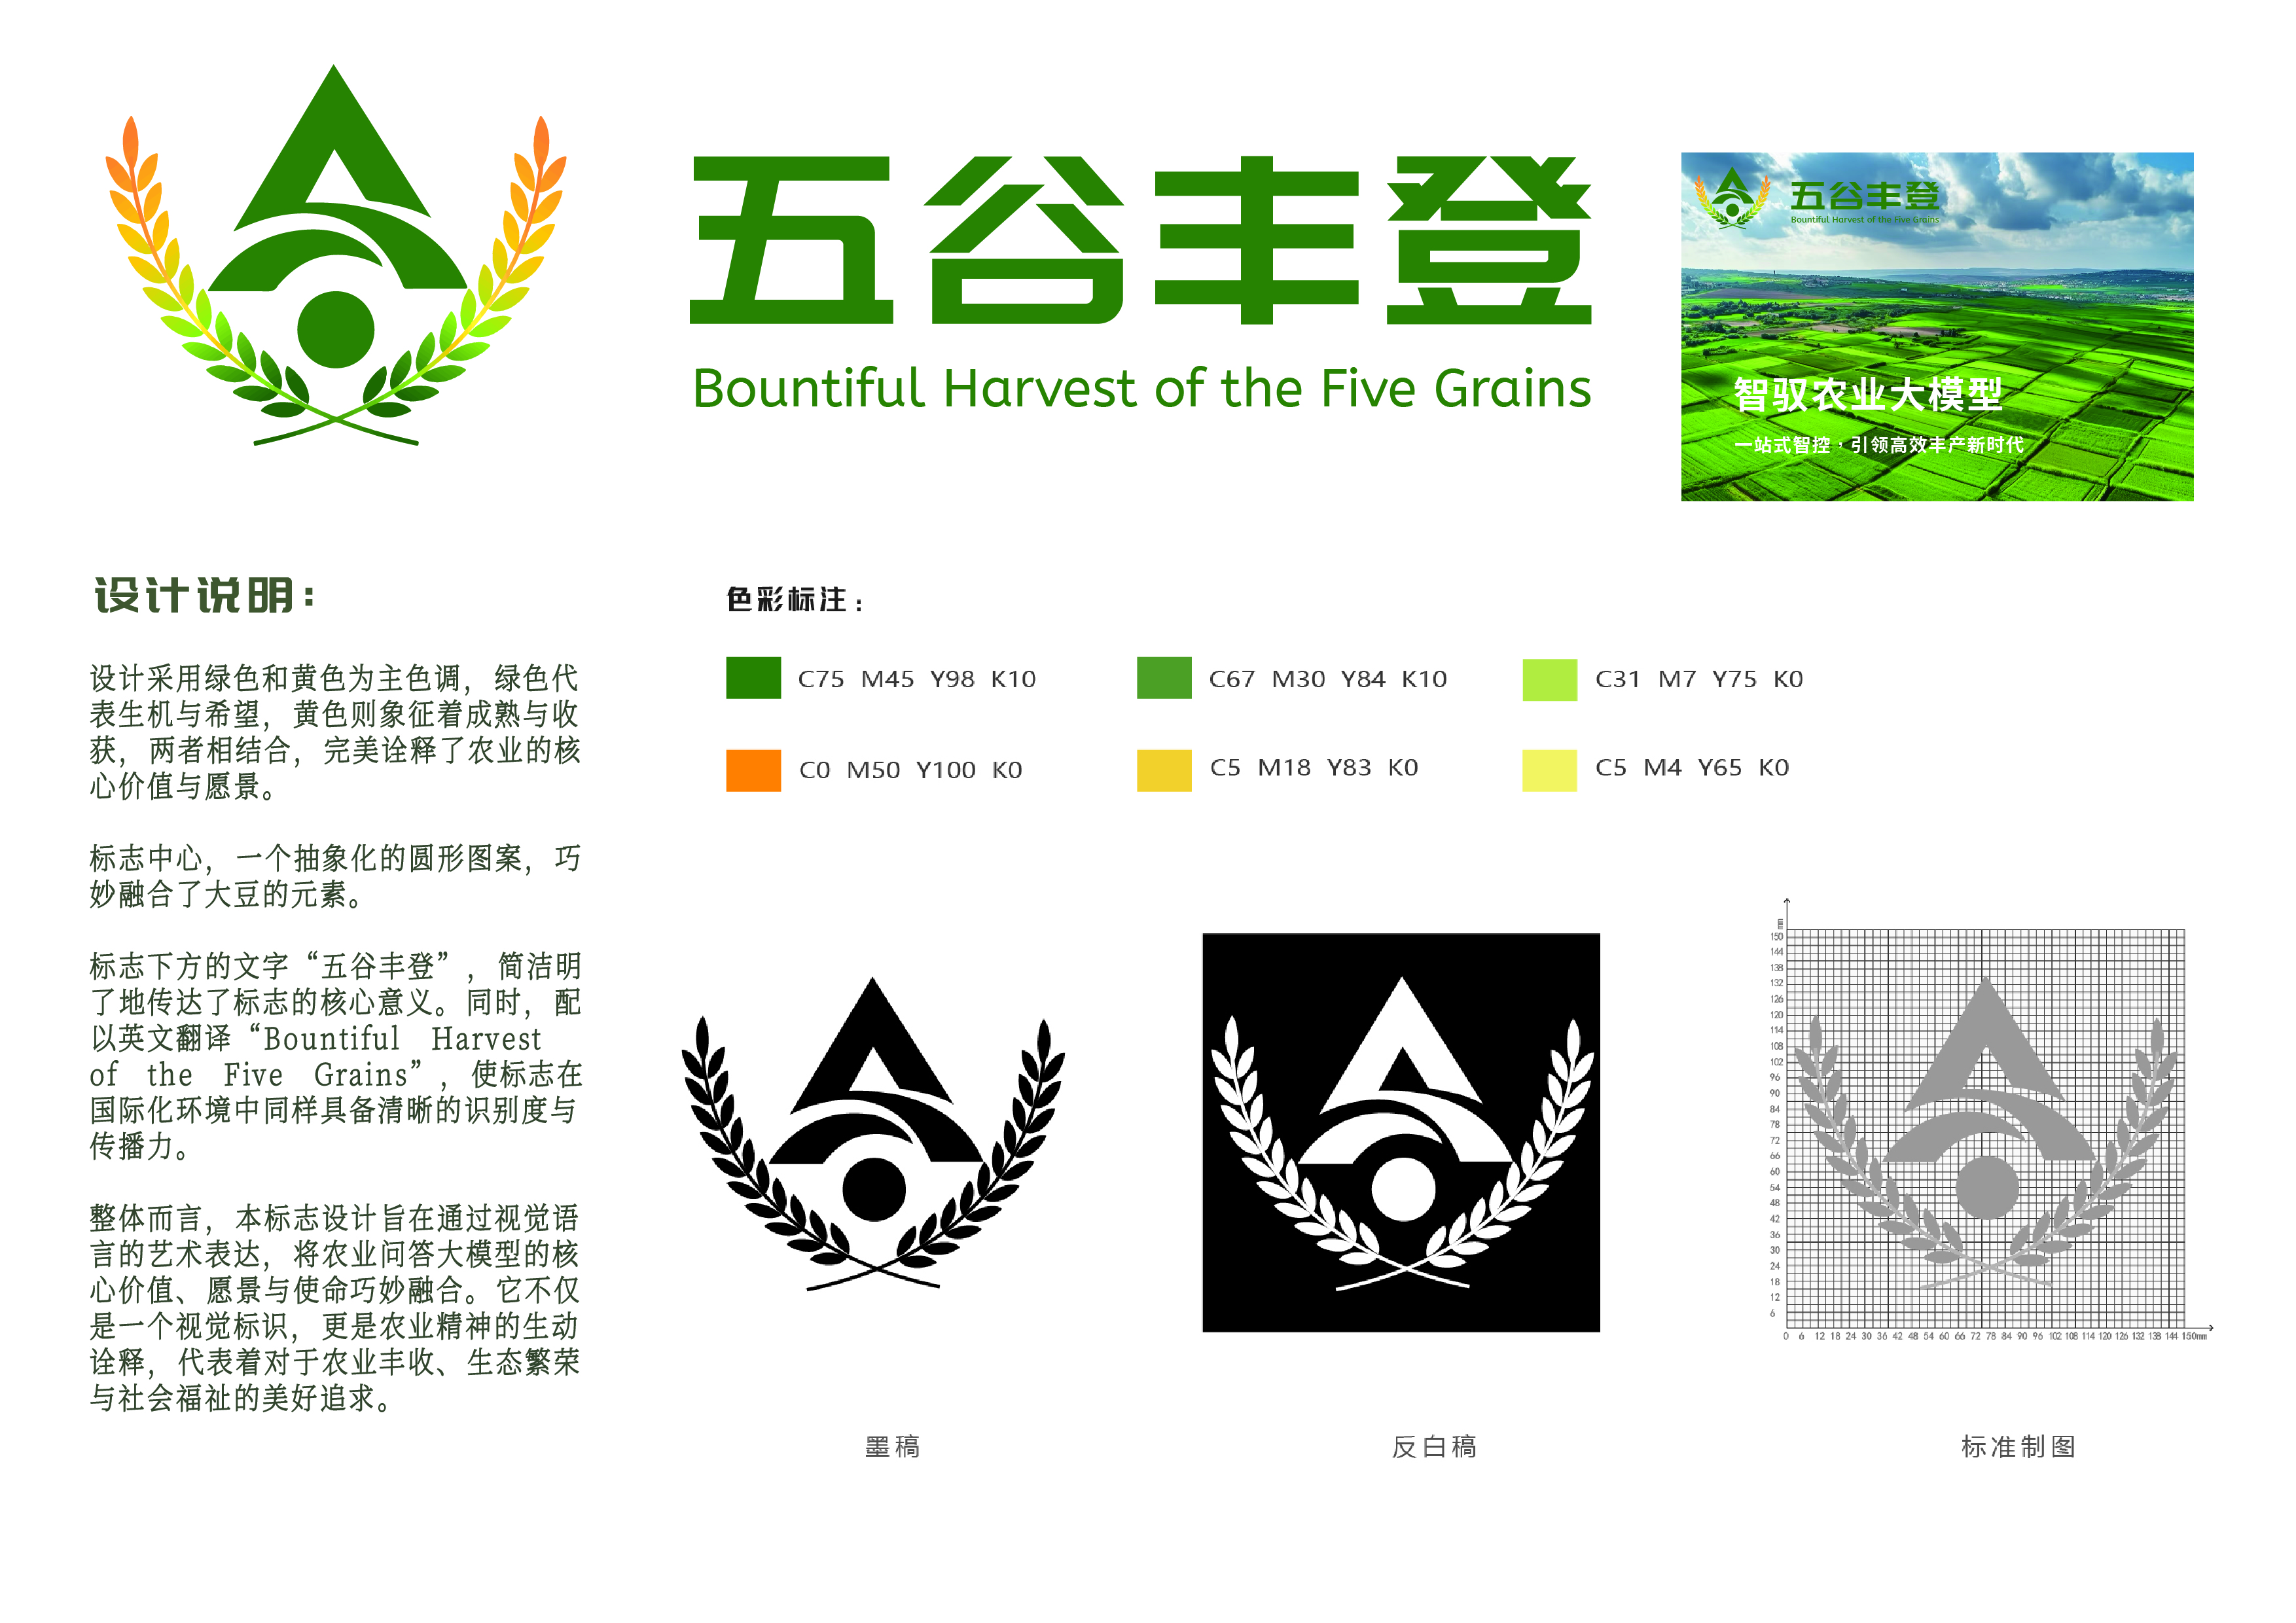 五谷丰登
Bountiful Harvest of the Five Grains
五谷丰登
Bountiful Harvest of the Five Grains
智驭农业大模型
一站式智控·引领高效丰产新时代
设计说明：
设计采用绿色和黄色为主色调，绿色代
表生机与希望，黄色则象征着成熟与收
获，两者相结合，完美诠释了农业的核
心价值与愿景。
标志中心，一个抽象化的圆形图案，巧
妙融合了大豆的元素。
标志下方的文字“五谷丰登”，简洁明
了地传达了标志的核心意义。同时，配
以英文翻译“Bountiful Harvest
of the Five Grains”，使标志在
国际化环境中同样具备清晰的识别度与
传播力。
整体而言，本标志设计旨在通过视觉语
言的艺术表达，将农业问答大模型的核
心价值、愿景与使命巧妙融合。它不仅
是一个视觉标识，更是农业精神的生动
诠释，代表着对于农业丰收、生态繁荣
与社会福祉的美好追求。
色彩标注：
C75 M45 Y98 K10
C67 M30 Y84 K10
C31 M7 Y75 K0
C0 M50 Y100 K0
C5 M18 Y83 K0
C5 M4 Y65 K0
墨稿
反白稿
mm
150
144
138
132
126
120
114
108
102
96
90
84
78
72
66
60
54
48
42
36
30
24
18
12
6
0 6 12 18 24 30 36 42 48 54 60 66 72 78 84 90 96 102 108 114 120 126 132 138 144 150mm
标准制图